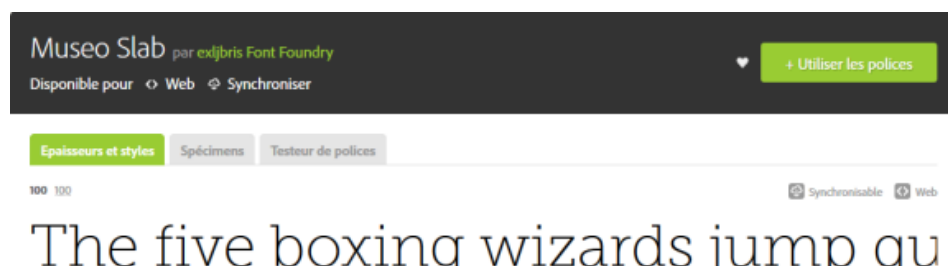 Museo Slab par exljbris Font Foundry
+ Utiliser les polices
Disponible pour Web Synchroniser
Epaisseurs et styles Spécimens Testeur de polices
100 100 Synchronisable Web
The five boxing wizards jump qu